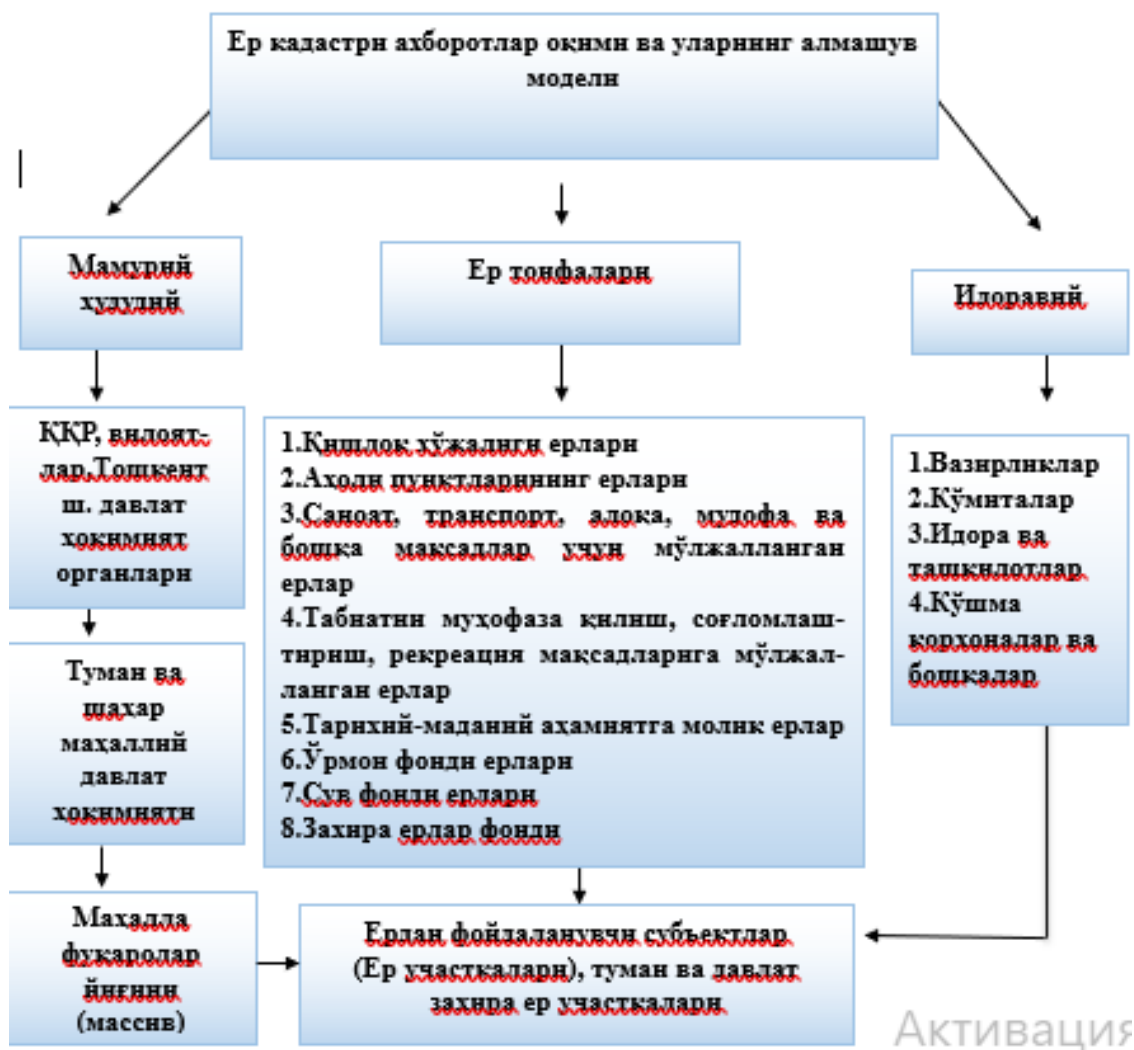 Ер кадастри ахборотлар оқими ва уларнинг алмашув
модели
Мамурий
ҳудудий
Ер тоифалари
Идоравий
ҚҚР, вилоят-
лар,Тошкент
ш. давлат
ҳокимият
органлари
Туман ва
шаҳар
маҳаллий
давлат
ҳокимияти
Маҳалла
фуқаролар
йиғини
(массив)
1.Қишлоқ хўжалиги ерлари
2.Аҳоли пунктларининнг ерлари
3.Саноат, транспорт, алоқа, мудофа ва
бошқа мақсадлар учун мўлжалланган
ерлар
4.Табиатни муҳофаза қилиш, соғломлаш-
тириш, рекреация мақсадларига мўлжал-
ланган ерлар
5.Тарихий-маданий аҳамиятга молик ерлар
6.Ўрмон фонди ерлари
7.Сув фонди ерлари
8.Захира ерлар фонди
1.Вазирликлар
2.Қўмиталар
3.Идора ва
ташкилотлар
4.Қўшма
корхоналар ва
бошқалар
Ердан фойдаланувчи субъектлар
(Ер участкалари), туман ва давлат
захира ер участкалари
Активация